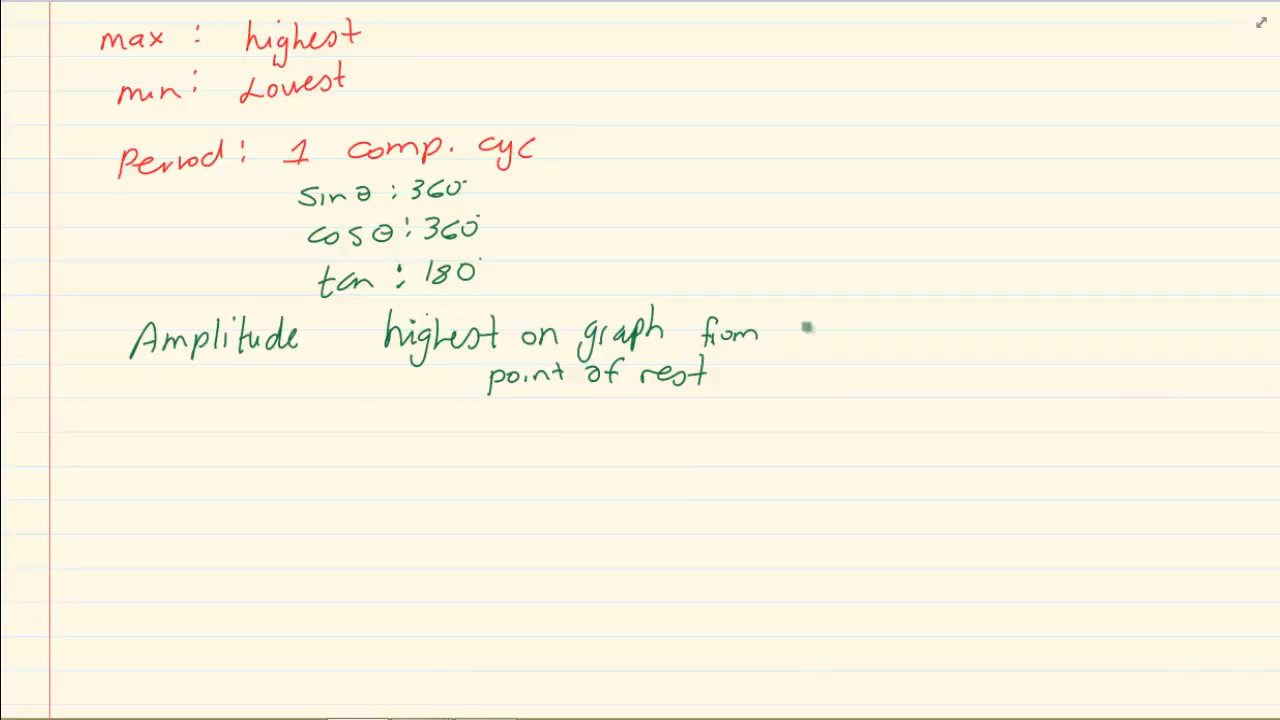 max : highest
min : Lowest
Period : 1 comp. cyc
sin θ : 360°
cos θ : 360°
tan : 180°
Amplitude highest on graph from
point of rest